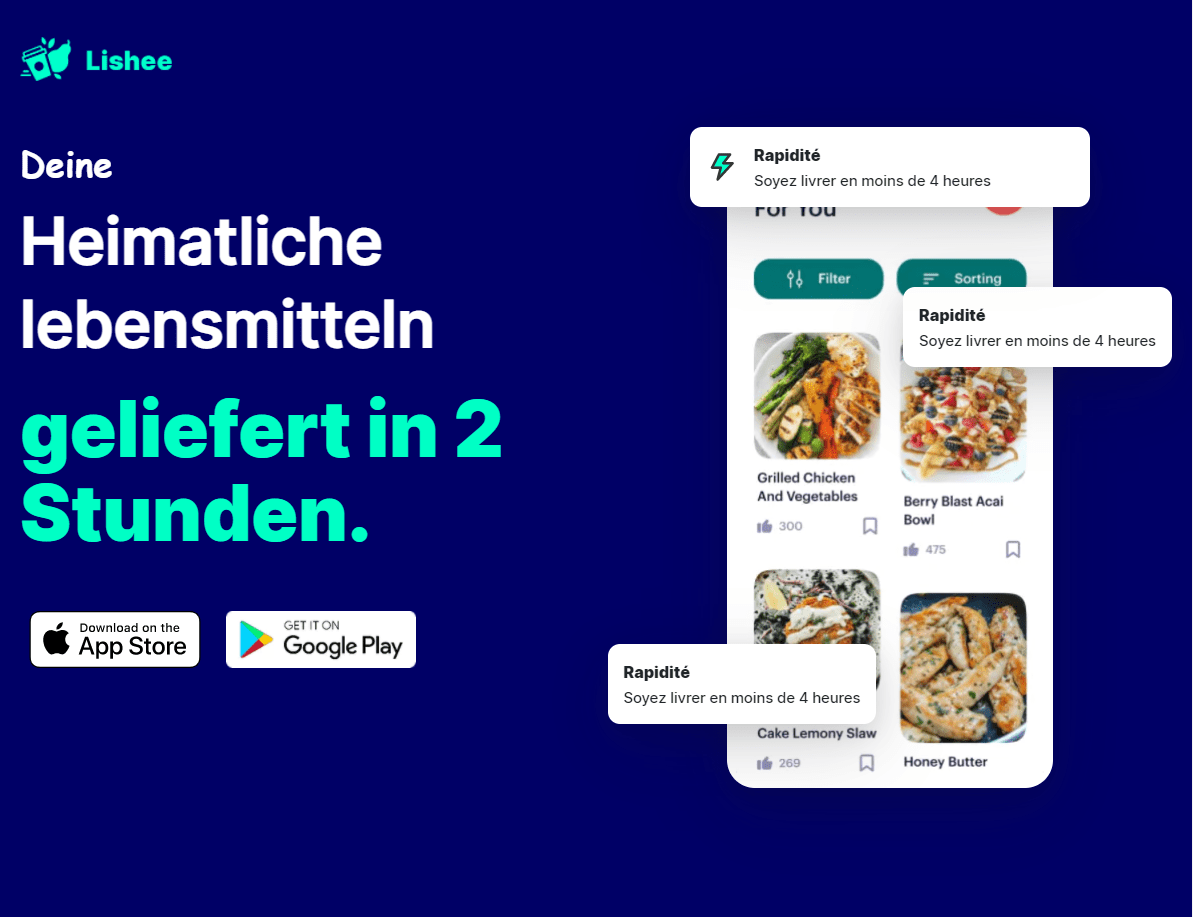 Lishee
Deine
Heimatliche
lebensmitteln
geliefert in 2
Stunden.
Download on the
App Store
GET IT ON
Google Play
Rapidité
Soyez livrer en moins de 4 heures
For You
Filter
Sorting
Rapidité
Soyez livrer en moins de 4 heures
Grilled Chicken
And Vegetables
300
Berry Blast Acai
Bowl
475
Rapidité
Soyez livrer en moins de 4 heures
Cake Lemony Slaw
269
Honey Butter